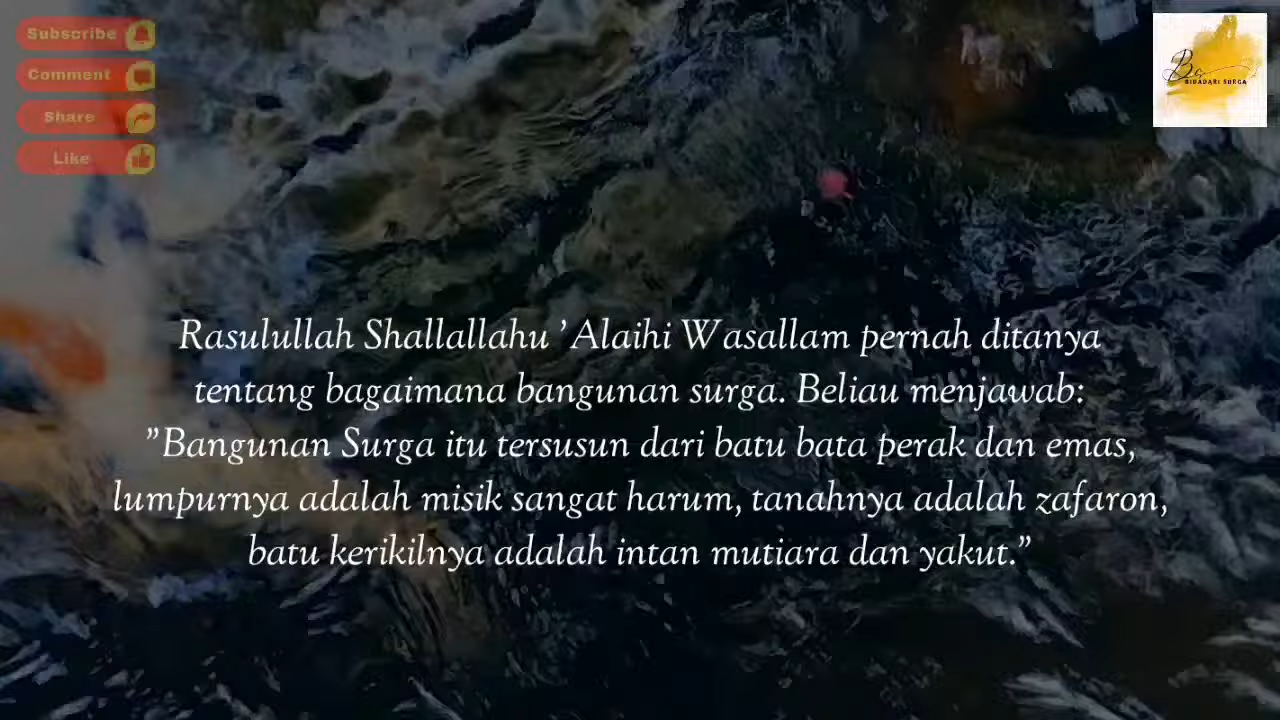 Subscribe
Comment
Share
Like
BIDADARI SURGA
Rasulullah Shallallahu ’Alaihi Wasallam pernah ditanya
tentang bagaimana bangunan surga. Beliau menjawab:
”Bangunan Surga itu tersusun dari batu bata perak dan emas,
lumpurnya adalah misik sangat harum, tanahnya adalah zafaron,
batu kerikilnya adalah intan mutiara dan yakut.”